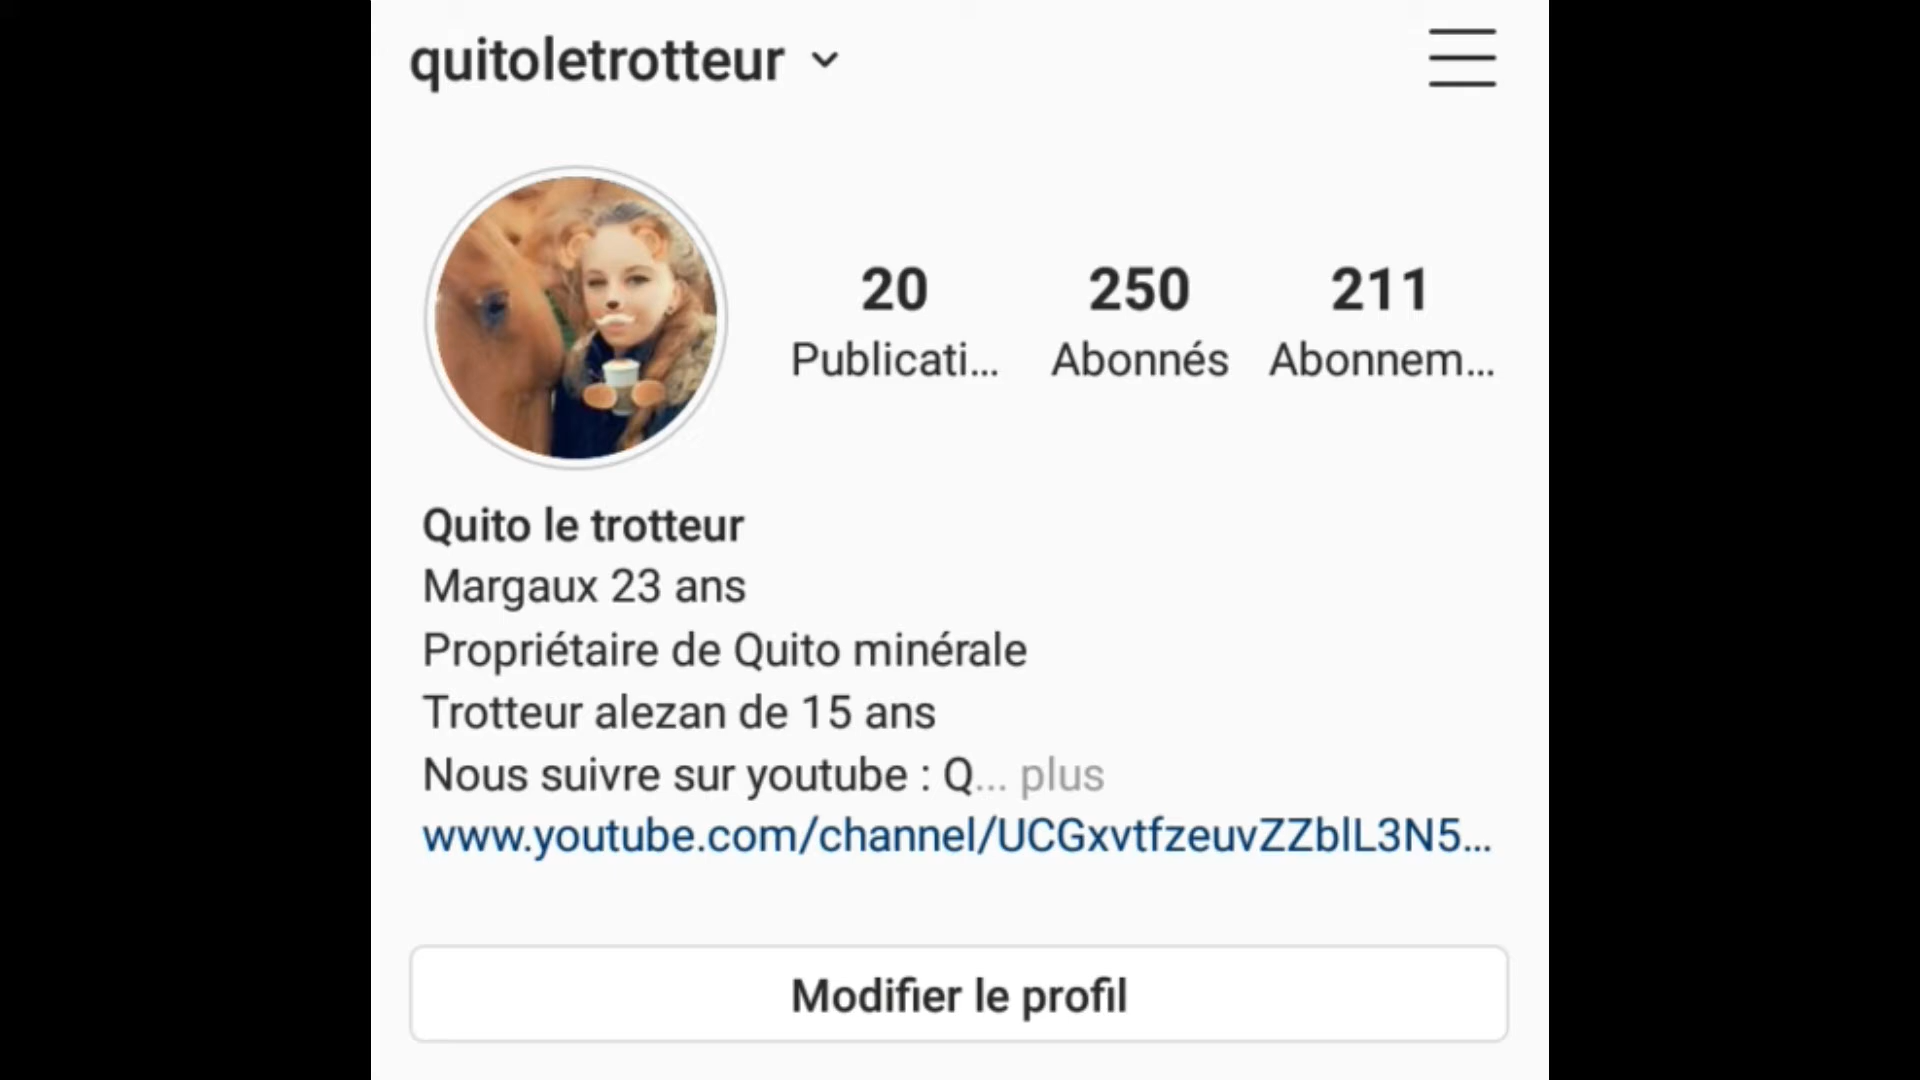 quitoletrotteur
20 250 211
Publicati... Abonnés Abonnem...
Quito le trotteur
Margaux 23 ans
Propriétaire de Quito minérale
Trotteur alezan de 15 ans
Nous suivre sur youtube : Q... plus
www.youtube.com/channel/UCGxvtfzeuvZZblL3N5...
Modifier le profil